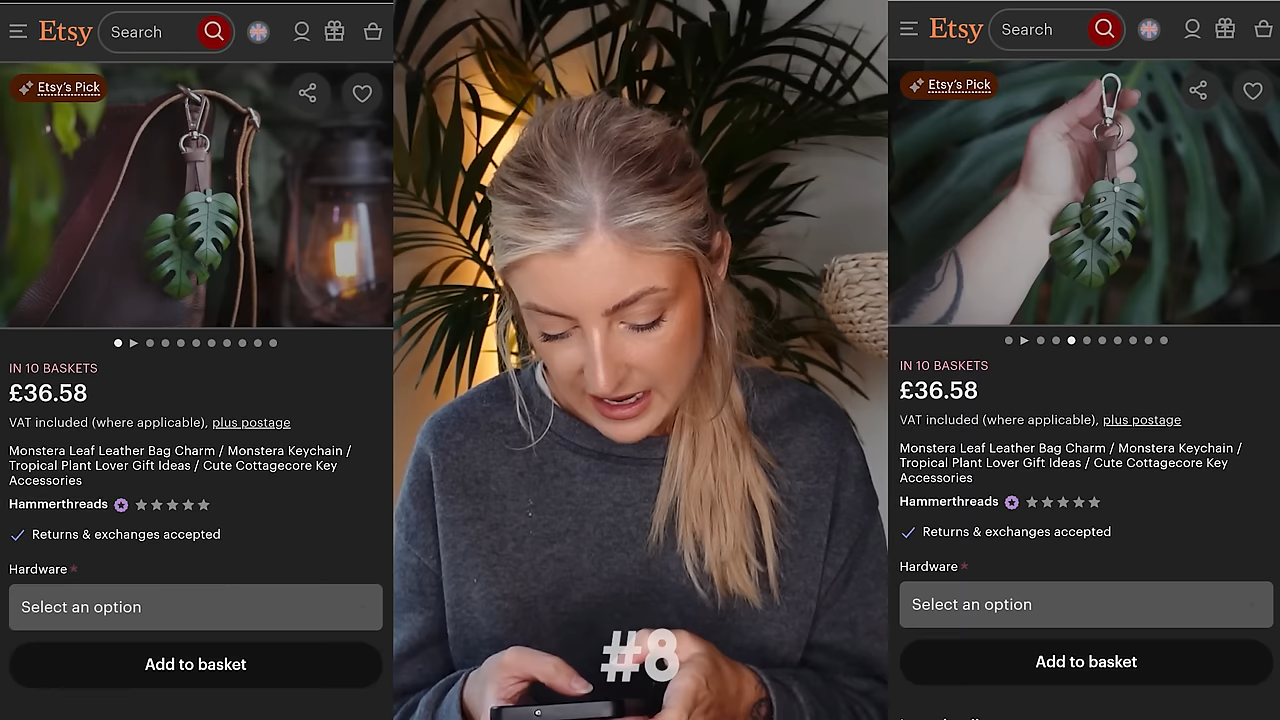 Etsy
Search
Etsy's Pick
IN 10 BASKETS
£36.58
VAT included (where applicable), plus postage
Monstera Leaf Leather Bag Charm / Monstera Keychain /
Tropical Plant Lover Gift Ideas / Cute Cottagecore Key
Accessories
Hammerthreads
Returns & exchanges accepted
Hardware *
Select an option
Add to basket
#8
Etsy
Search
Etsy's Pick
IN 10 BASKETS
£36.58
VAT included (where applicable), plus postage
Monstera Leaf Leather Bag Charm / Monstera Keychain /
Tropical Plant Lover Gift Ideas / Cute Cottagecore Key
Accessories
Hammerthreads
Returns & exchanges accepted
Hardware *
Select an option
Add to basket